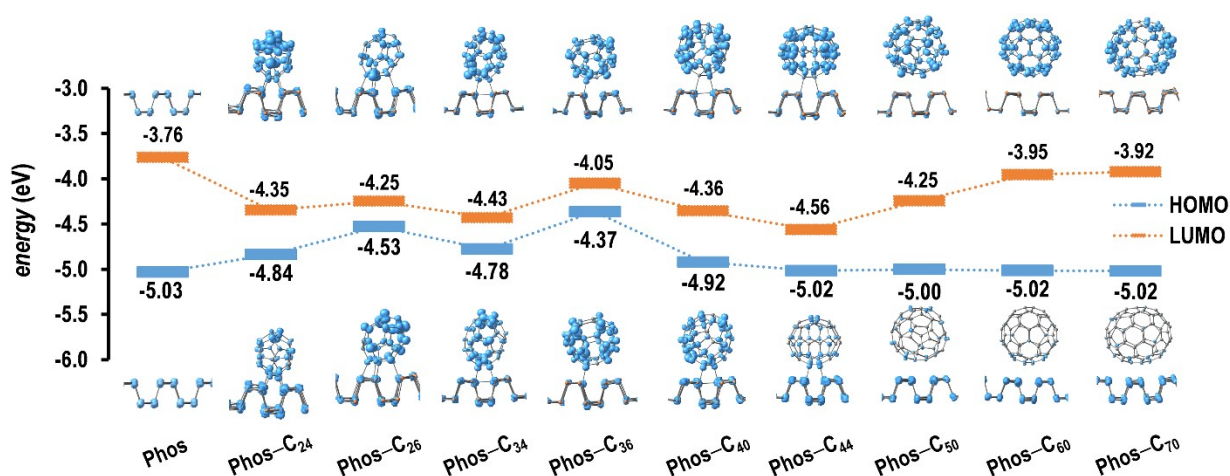 energy (eV)
-3.0
-3.5
-4.0
-4.5
-5.0
-5.5
-6.0
-3.76
-4.35
-4.25
-4.43
-4.05
-4.36
-4.56
-4.25
-3.95
-3.92
-5.03
-4.84
-4.53
-4.78
-4.37
-4.92
-5.02
-5.00
-5.02
-5.02
HOMO
LUMO
Phos
Phos–C₂₄
Phos–C₂₆
Phos–C₃₄
Phos–C₃₆
Phos–C₄₀
Phos–C₄₄
Phos–C₅₀
Phos–C₆₀
Phos–C₇₀